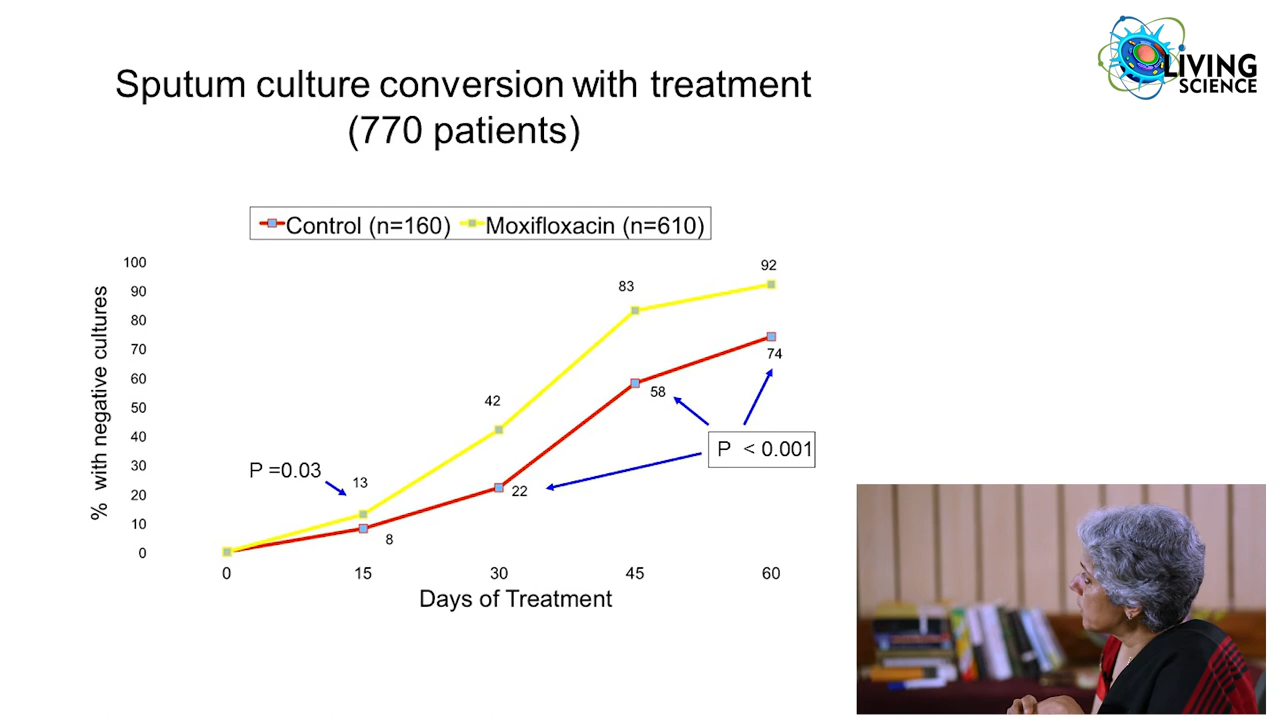 LIVING
SCIENCE
Sputum culture conversion with treatment
(770 patients)
Control (n=160) Moxifloxacin (n=610)
% with negative cultures
100
90
80
70
60
50
40
30
20
10
0
92
83
74
58
42
P < 0.001
P =0.03
13
22
8
0 15 30 45 60
Days of Treatment